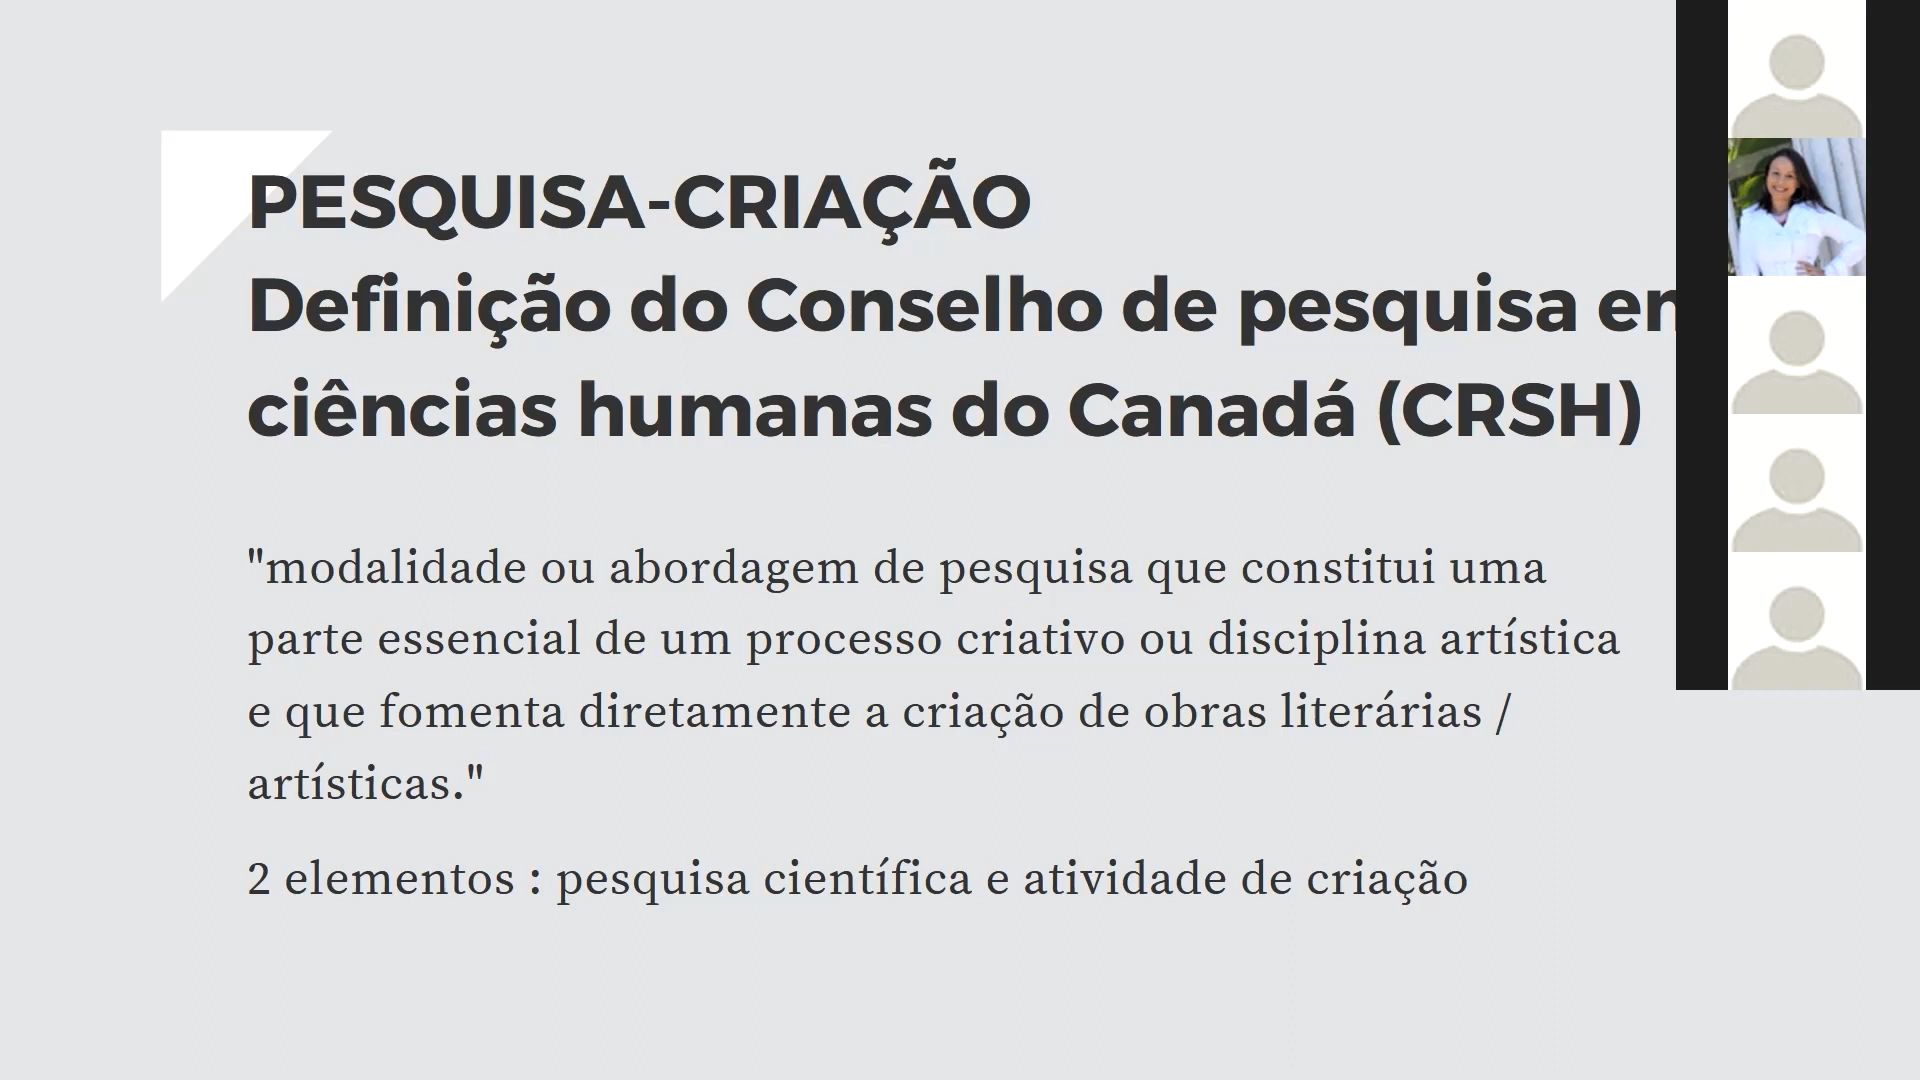 PESQUISA-CRIAÇÃO
Definição do Conselho de pesquisa
ciências humanas do Canadá (CRSH)
"modalidade ou abordagem de pesquisa que constitui uma
parte essencial de um processo criativo ou disciplina artística
e que fomenta diretamente a criação de obras literárias /
artísticas."
2 elementos : pesquisa científica e atividade de criação